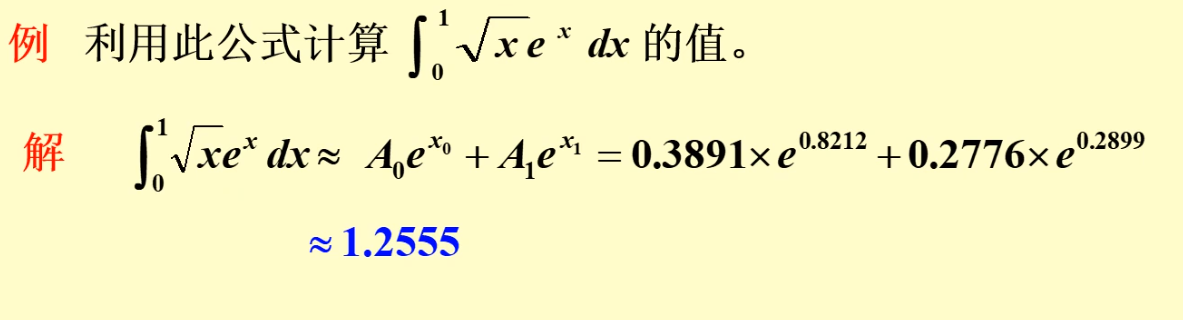 例 利用此公式计算 ∫₀¹ √x eˣ dx 的值。
解 ∫₀¹ √x eˣ dx ≈ A₀e^{x₀} + A₁e^{x₁} = 0.3891×e^{0.8212} + 0.2776×e^{0.2899}
≈ 1.2555